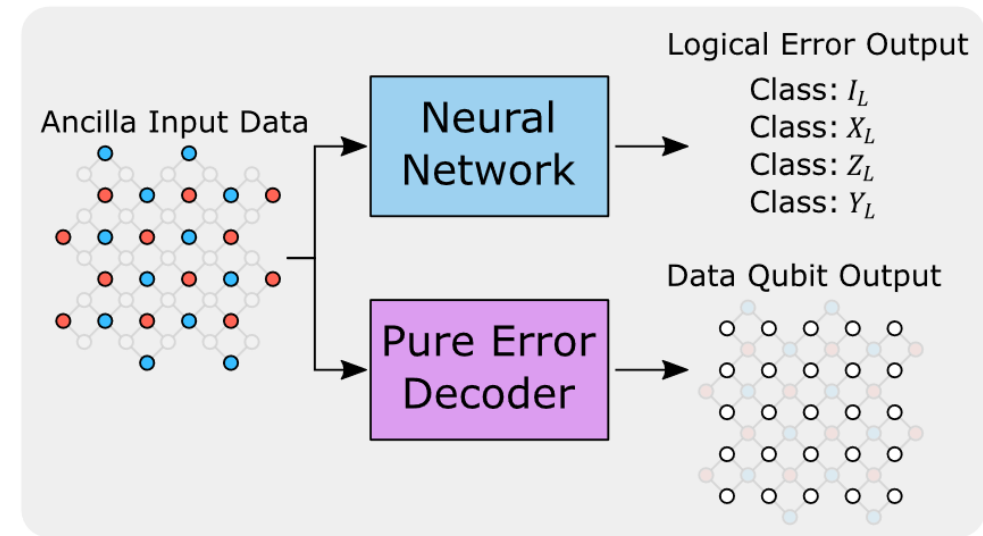 Ancilla Input Data
Neural
Network
Logical Error Output
Class: I_L
Class: X_L
Class: Z_L
Class: Y_L
Pure Error
Decoder
Data Qubit Output